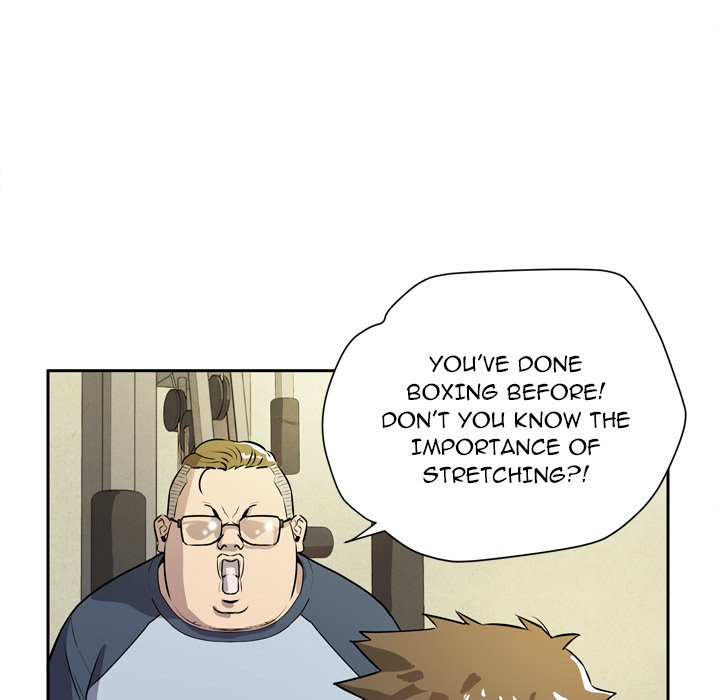 YOU'VE DONE
BOXING BEFORE!
DON'T YOU KNOW THE
IMPORTANCE OF
STRETCHING?!